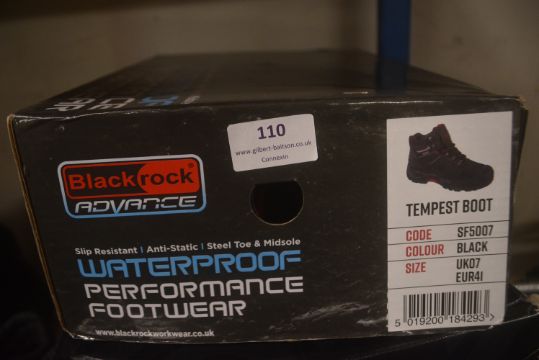 110
www.gilbert-baitson.co.uk
Connexin
Blackrock®
ADVANCE
Slip Resistant | Anti-Static | Steel Toe & Midsole
WATERPROOF
PERFORMANCE
FOOTWEAR
www.blackrockworkwear.co.uk
TEMPEST BOOT
CODE SF5007
COLOUR BLACK
SIZE UK07
EUR41
5 019200 184293 >